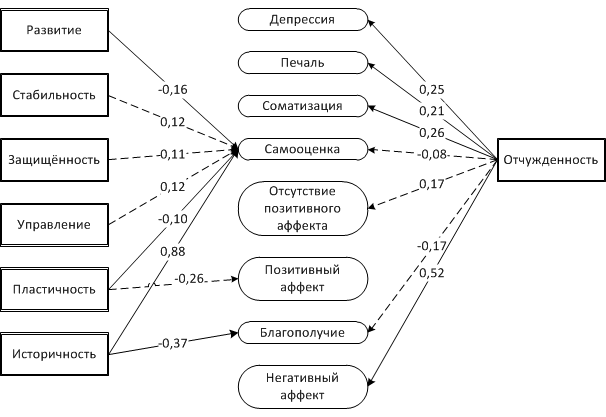 Развитие
Стабильность
Защищённость
Управление
Пластичность
Историчность
-0,16
0,12
-0,11
0,12
-0,10
0,88
-0,26
-0,37
Депрессия
Печаль
Соматизация
Самооценка
Отсутствие
позитивного
аффекта
Позитивный
аффект
Благополучие
Негативный
аффект
0,25
0,21
0,26
-0,08
0,17
-0,17
0,52
Отчужденность